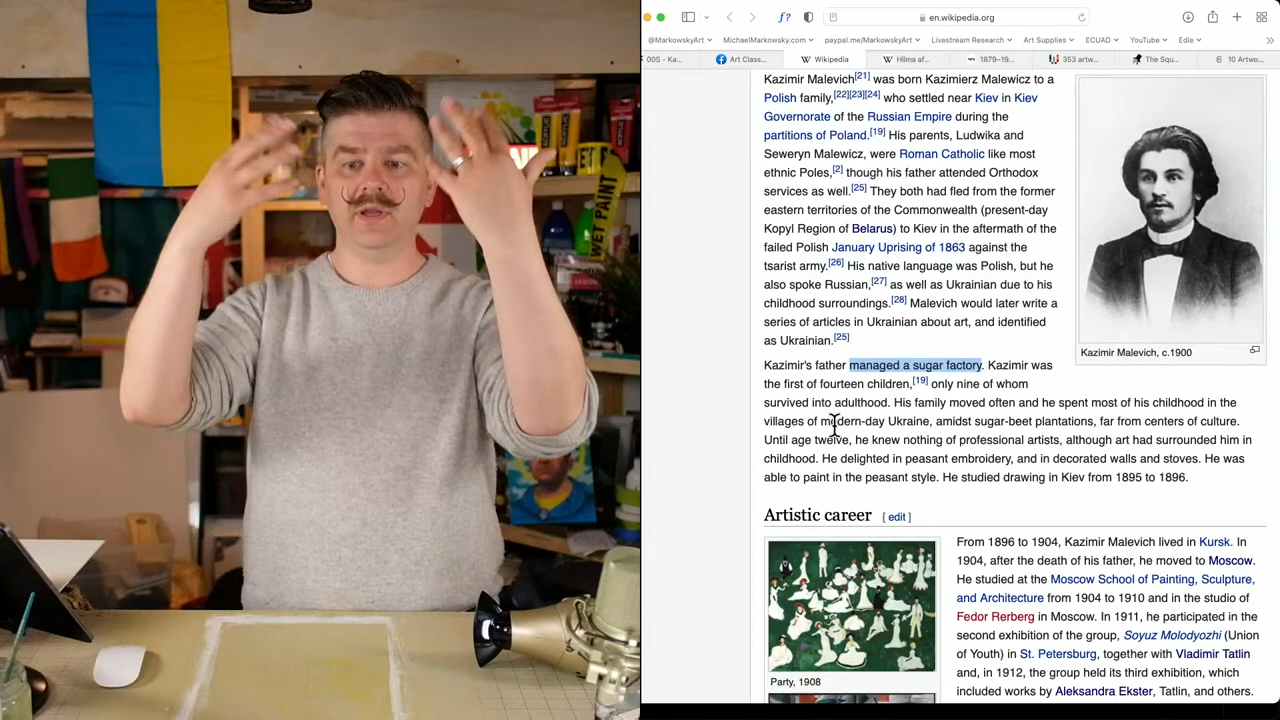 WET PAINT
en.wikipedia.org
@MarkowskyArt
MichaelMarkowsky.com
paypal.me/MarkowskyArt
Livestream Research
Art Supplies
ECUAD
YouTube
Edie
00S - Ka...
Art Class...
Wikipedia
Hilma af...
1879–19...
353 artw...
The Squ...
10 Artwo...
Kazimir Malevich[21] was born Kazimierz Malewicz to a
Polish family,[22][23][24] who settled near Kiev in Kiev
Governorate of the Russian Empire during the
partitions of Poland.[19] His parents, Ludwika and
Seweryn Malewicz, were Roman Catholic like most
ethnic Poles,[2] though his father attended Orthodox
services as well.[25] They both had fled from the former
eastern territories of the Commonwealth (present-day
Kopyl Region of Belarus) to Kiev in the aftermath of the
failed Polish January Uprising of 1863 against the
tsarist army.[26] His native language was Polish, but he
also spoke Russian,[27] as well as Ukrainian due to his
childhood surroundings.[28] Malevich would later write a
series of articles in Ukrainian about art, and identified
as Ukrainian.[25]
Kazimir Malevich, c.1900
Kazimir's father managed a sugar factory. Kazimir was
the first of fourteen children,[19] only nine of whom
survived into adulthood. His family moved often and he spent most of his childhood in the
villages of modern-day Ukraine, amidst sugar-beet plantations, far from centers of culture.
Until age twelve, he knew nothing of professional artists, although art had surrounded him in
childhood. He delighted in peasant embroidery, and in decorated walls and stoves. He was
able to paint in the peasant style. He studied drawing in Kiev from 1895 to 1896.
Artistic career [ edit ]
From 1896 to 1904, Kazimir Malevich lived in Kursk. In
1904, after the death of his father, he moved to Moscow.
He studied at the Moscow School of Painting, Sculpture,
and Architecture from 1904 to 1910 and in the studio of
Fedor Rerberg in Moscow. In 1911, he participated in the
second exhibition of the group, Soyuz Molodyozhi (Union
of Youth) in St. Petersburg, together with Vladimir Tatlin
and, in 1912, the group held its third exhibition, which
included works by Aleksandra Ekster, Tatlin, and others.
Party, 1908